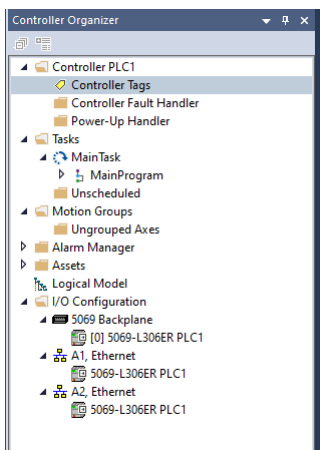 Controller Organizer
Controller PLC1
Controller Tags
Controller Fault Handler
Power-Up Handler
Tasks
MainTask
MainProgram
Unscheduled
Motion Groups
Ungrouped Axes
Alarm Manager
Assets
Logical Model
I/O Configuration
5069 Backplane
[0] 5069-L306ER PLC1
A1, Ethernet
5069-L306ER PLC1
A2, Ethernet
5069-L306ER PLC1